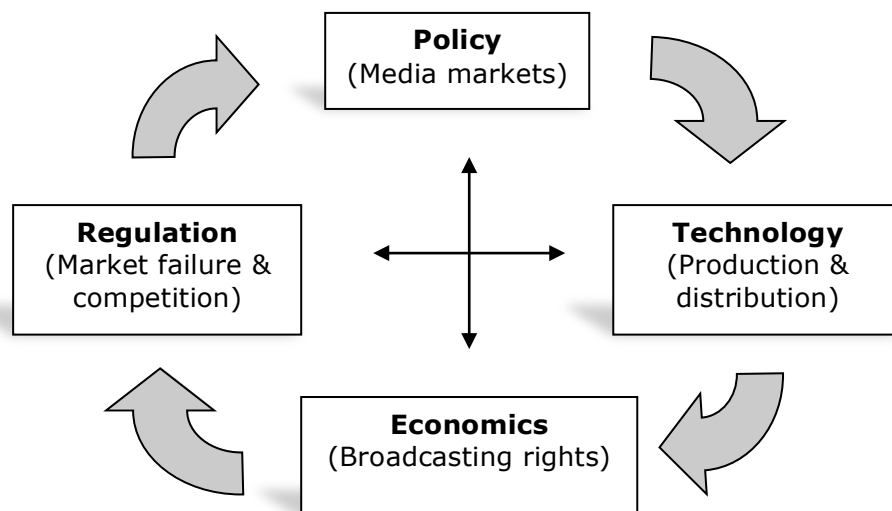 Policy
(Media markets)
Regulation
(Market failure &
competition)
Technology
(Production &
distribution)
Economics
(Broadcasting rights)